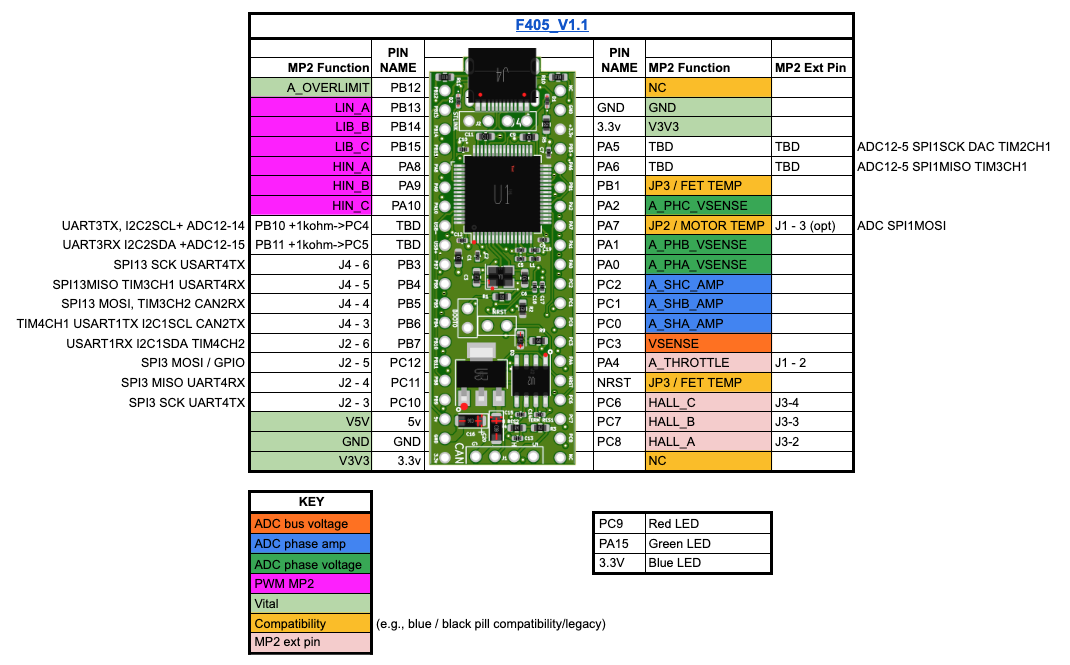 F405_V1.1
MP2 Function PIN NAME PIN NAME MP2 Function MP2 Ext Pin
A_OVERLIMIT PB12 NC
LIN_A PB13 GND GND
LIB_B PB14 3.3v V3V3
LIB_C PB15 PA5 TBD TBD ADC12-5 SPI1SCK DAC TIM2CH1
HIN_A PA8 PA6 TBD TBD ADC12-5 SPI1MISO TIM3CH1
HIN_B PA9 PB1 JP3 / FET TEMP
HIN_C PA10 PA2 A_PHC_VSENSE
UART3TX, I2C2SCL+ ADC12-14 PB10 +1kohm->PC4 TBD PA7 JP2 / MOTOR TEMP J1 - 3 (opt) ADC SPI1MOSI
UART3RX I2C2SDA +ADC12-15 PB11 +1kohm->PC5 TBD PA1 A_PHB_VSENSE
SPI13 SCK USART4TX J4 - 6 PB3 PA0 A_PHA_VSENSE
SPI13MISO TIM3CH1 USART4RX J4 - 5 PB4 PC2 A_SHC_AMP
SPI13 MOSI, TIM3CH2 CAN2RX J4 - 4 PB5 PC1 A_SHB_AMP
TIM4CH1 USART1TX I2C1SCL CAN2TX J4 - 3 PB6 PC0 A_SHA_AMP
USART1RX I2C1SDA TIM4CH2 J2 - 6 PB7 PC3 VSENSE
SPI3 MOSI / GPIO J2 - 5 PC12 PA4 A_THROTTLE J1 - 2
SPI3 MISO UART4RX J2 - 4 PC11 NRST JP3 / FET TEMP
SPI3 SCK UART4TX J2 - 3 PC10 PC6 HALL_C J3-4
V5V 5v PC7 HALL_B J3-3
GND GND PC8 HALL_A J3-2
V3V3 3.3v NC
J4
U1
NRST
BOOT0
CAN
KEY
ADC bus voltage
ADC phase amp
ADC phase voltage
PWM MP2
Vital
Compatibility (e.g., blue / black pill compatibility/legacy)
MP2 ext pin
PC9 Red LED
PA15 Green LED
3.3V Blue LED